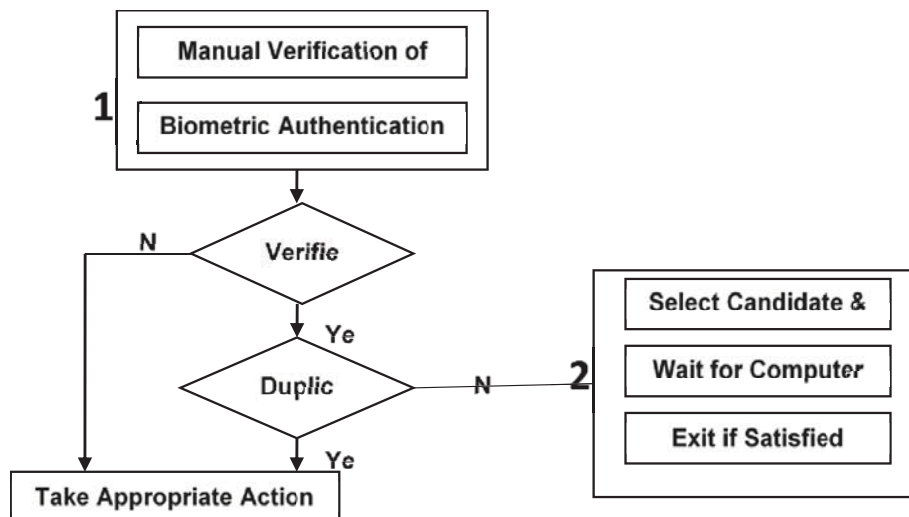 Manual Verification of
1
Biometric Authentication
N
Verifie
Ye
Duplic
N
Ye
Take Appropriate Action
2
Select Candidate &
Wait for Computer
Exit if Satisfied